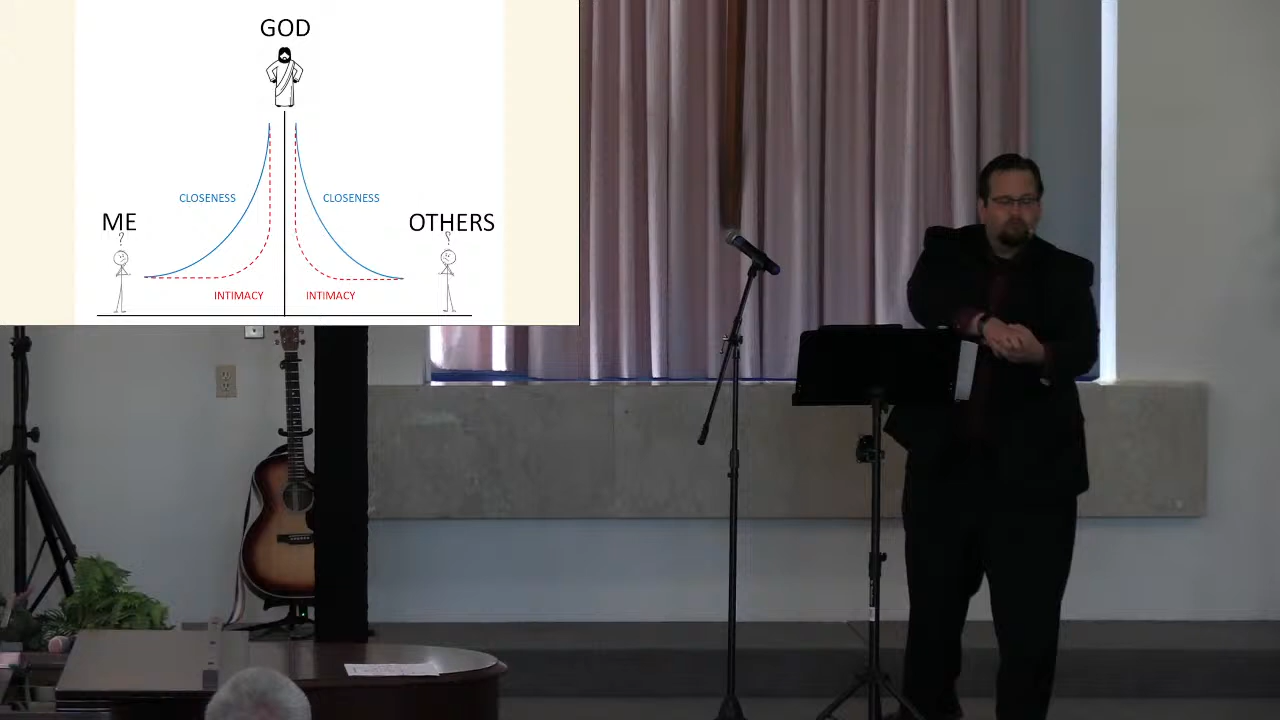 GOD
CLOSENESS CLOSENESS
ME OTHERS
? ?
INTIMACY INTIMACY